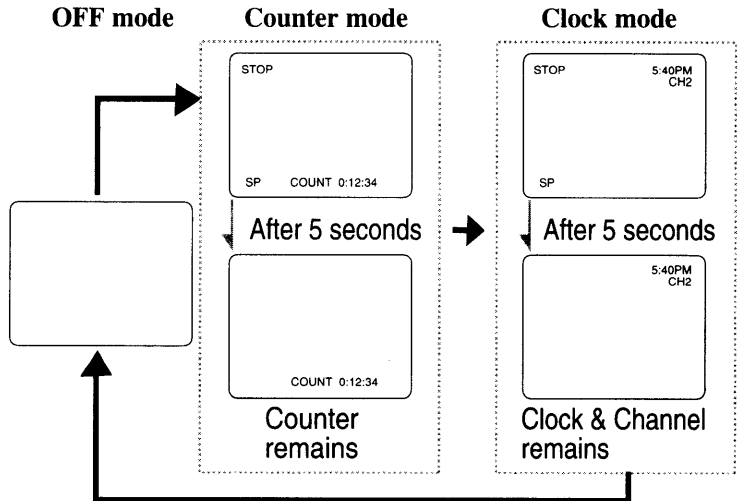 OFF mode
Counter mode
Clock mode
STOP
SP COUNT 0:12:34
After 5 seconds
COUNT 0:12:34
Counter
remains
STOP
5:40PM
CH2
SP
After 5 seconds
5:40PM
CH2
Clock & Channel
remains